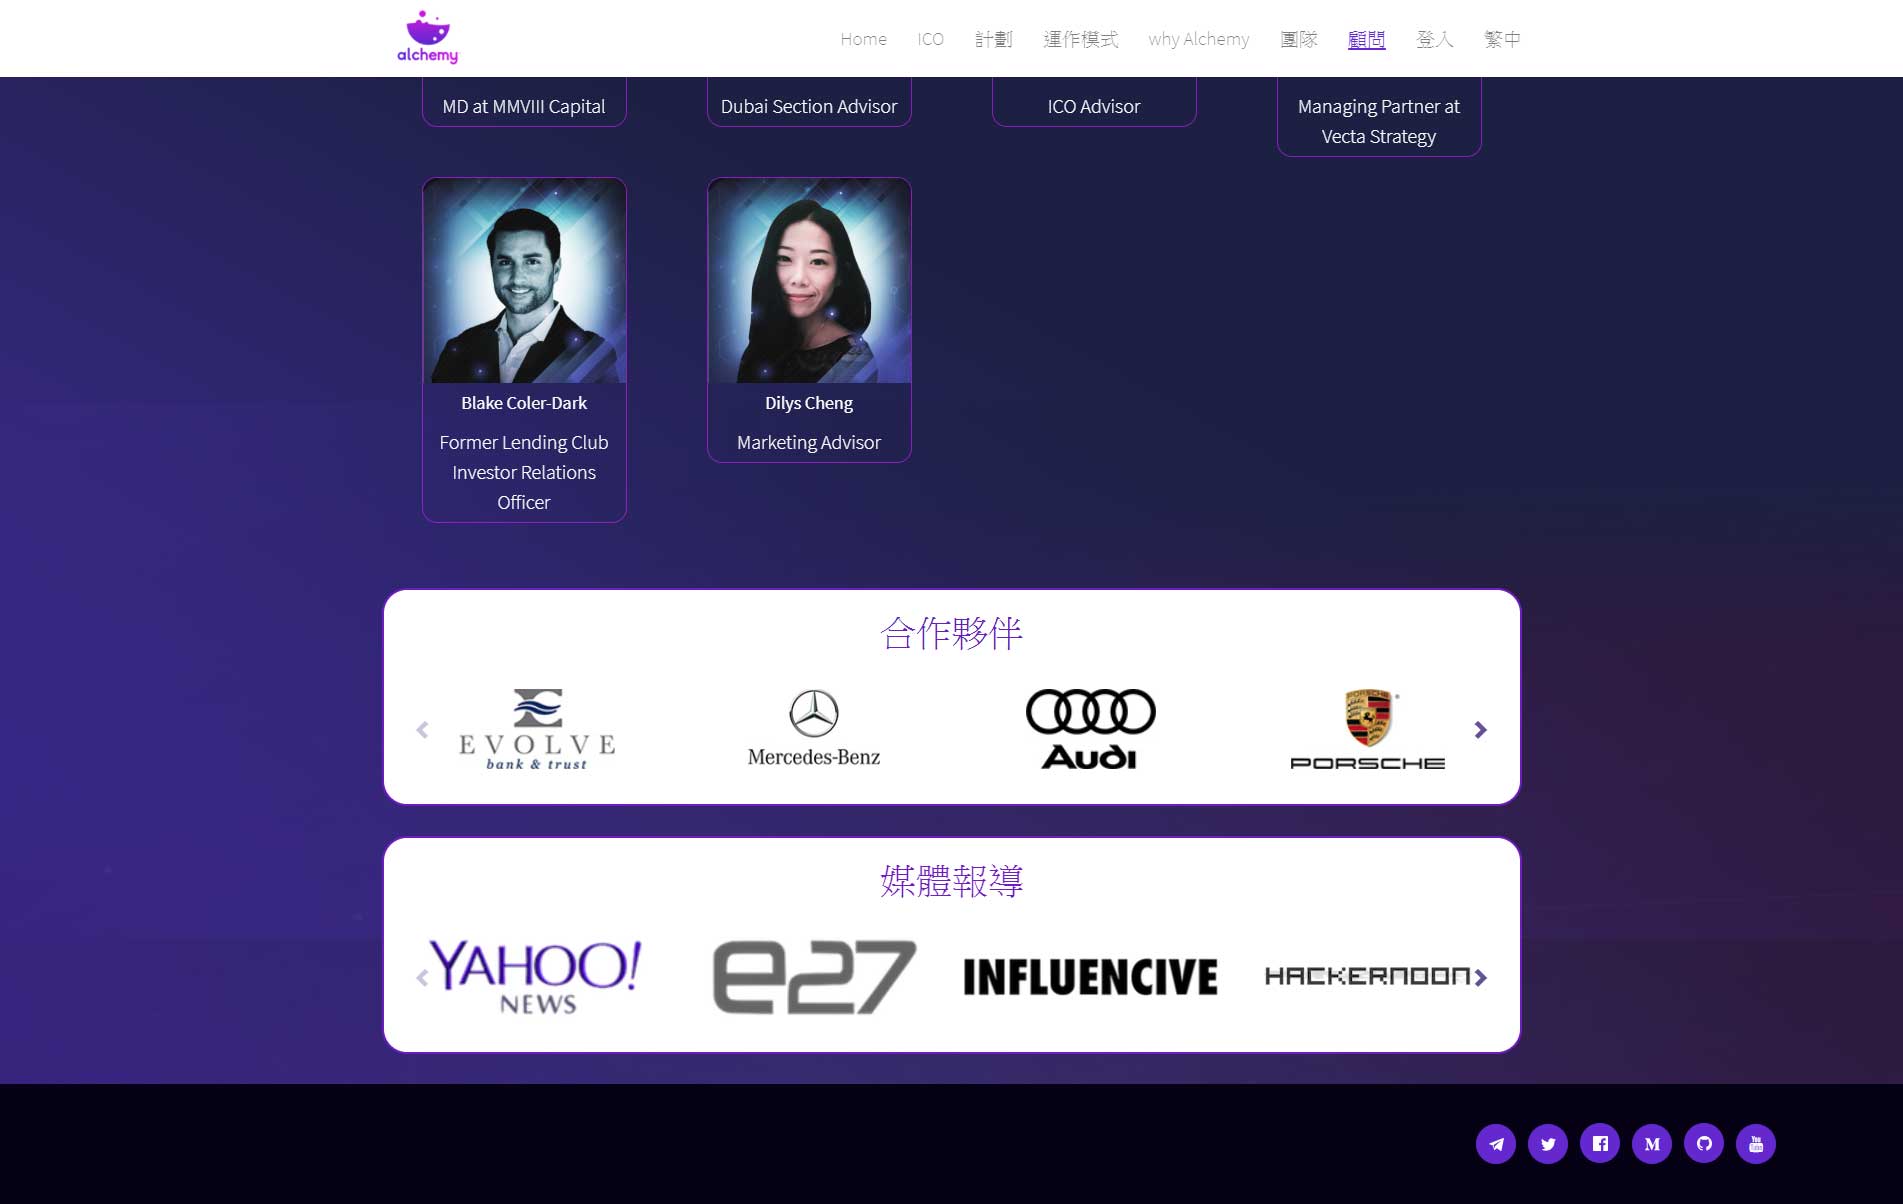 alchemy
Home ICO 計劃 運作模式 why Alchemy 團隊 顧問 登入 繁中
MD at MMVIII Capital
Dubai Section Advisor
ICO Advisor
Managing Partner at
Vecta Strategy
Blake Coler-Dark
Former Lending Club
Investor Relations
Officer
Dilys Cheng
Marketing Advisor
合作夥伴
EVOLVE
bank & trust
Mercedes-Benz
Audi
PORSCHE
PORSCHE
媒體報導
YAHOO!
NEWS
e27
INFLUENCIVE
HACKERNOON
M
You
Tube